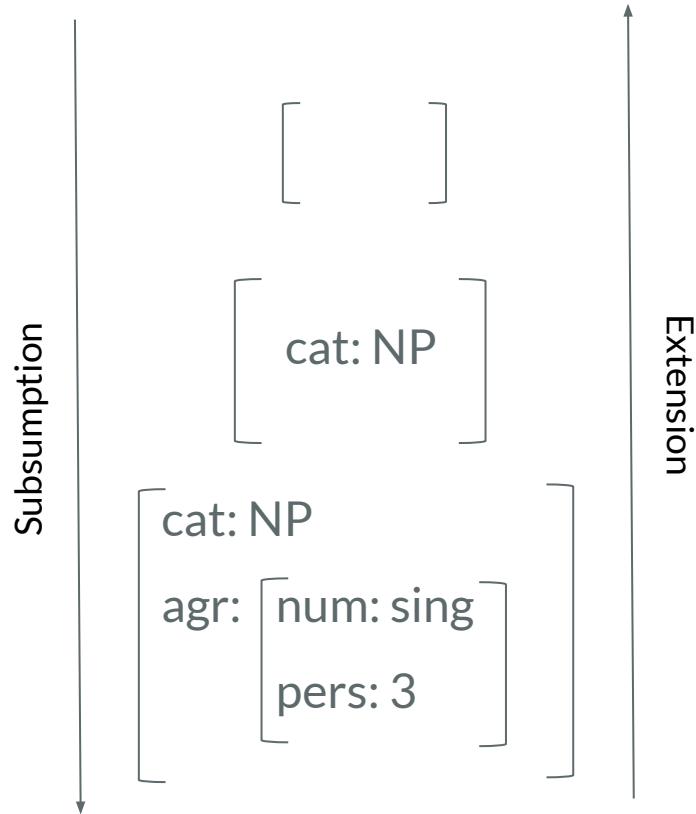 Subsumption
Extension
cat: NP
cat: NP
agr: num: sing
pers: 3